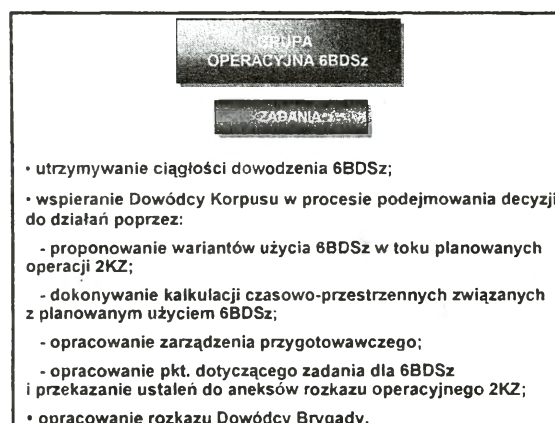 GRUPA
OPERACYJNA 6BDSz
ZADANIA
• utrzymywanie ciągłości dowodzenia 6BDSz;
• wspieranie Dowódcy Korpusu w procesie podejmowania decyzji
do działań poprzez:
- proponowanie wariantów użycia 6BDSz w toku planowanych
operacji 2KZ;
- dokonywanie kalkulacji czasowo-przestrzennych związanych
z planowanym użyciem 6BDSz;
- opracowanie zarządzenia przygotowawczego;
- opracowanie pkt. dotyczącego zadania dla 6BDSz
i przekazanie ustaleń do aneksów rozkazu operacyjnego 2KZ;
• opracowanie rozkazu Dowódcy Brygady.